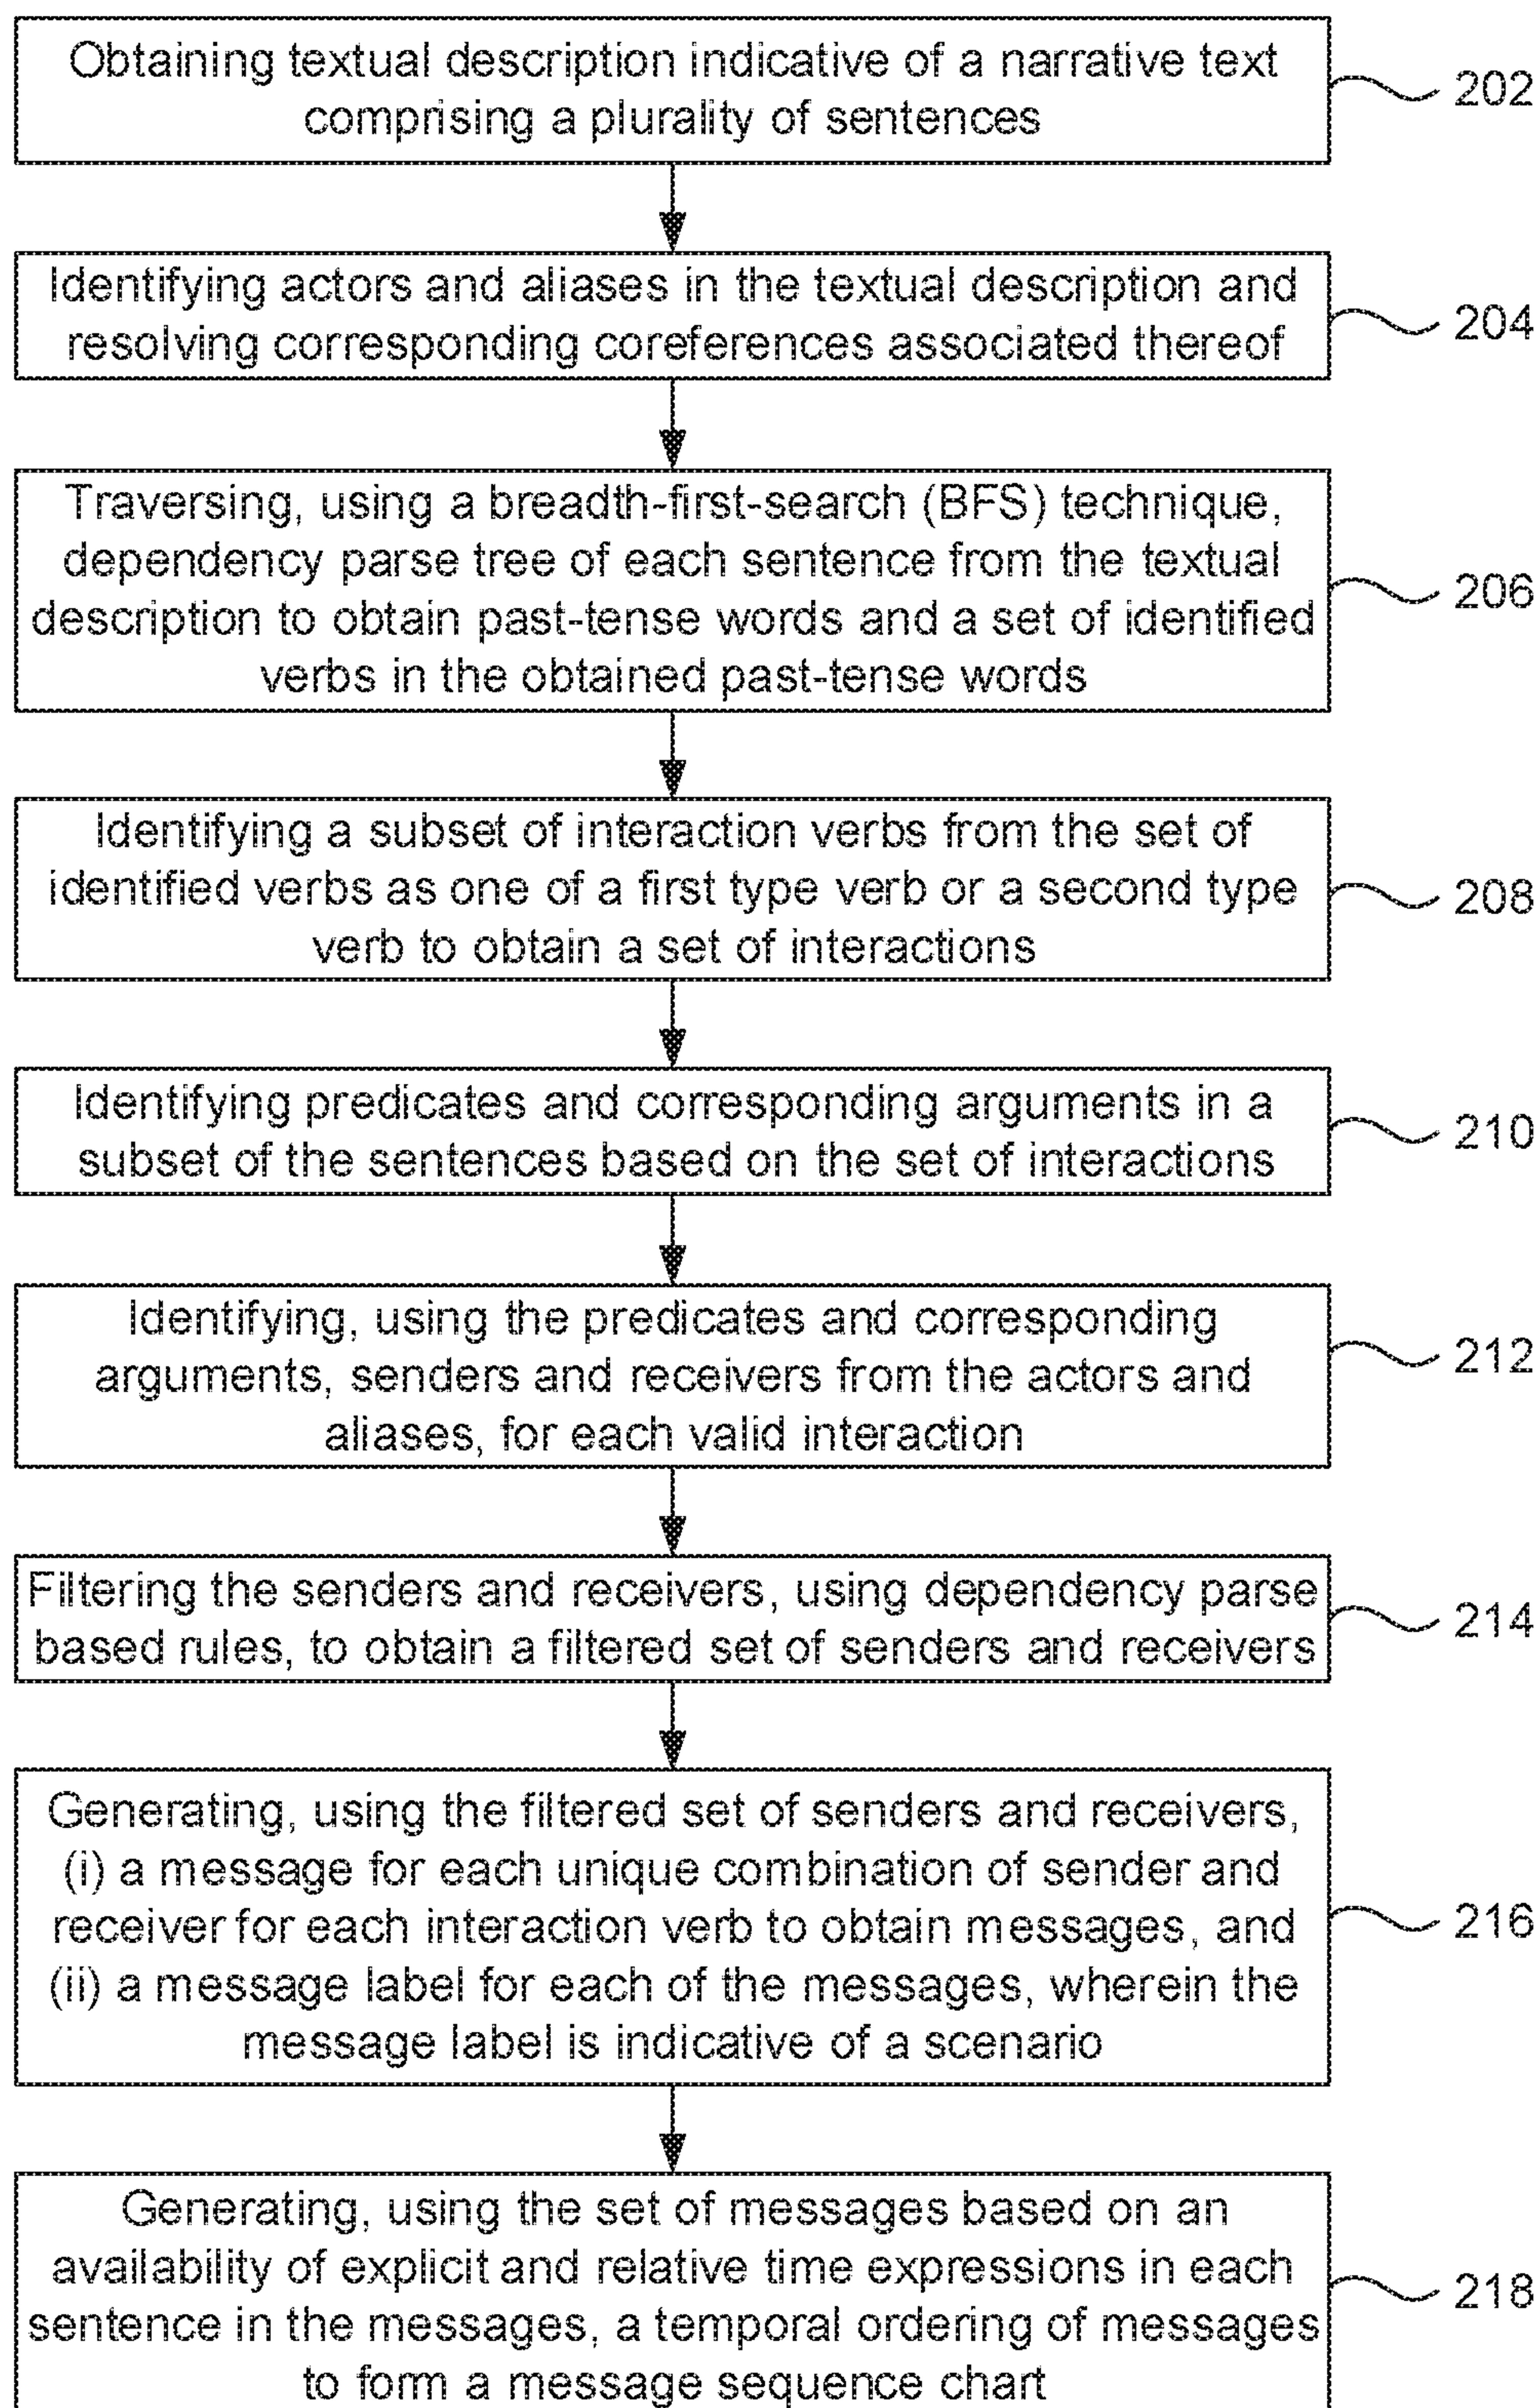 Obtaining textual description indicative of a narrative text
comprising a plurality of sentences
202
Identifying actors and aliases in the textual description and
resolving corresponding coreferences associated thereof
204
Traversing, using a breadth-first-search (BFS) technique,
dependency parse tree of each sentence from the textual
description to obtain past-tense words and a set of identified
verbs in the obtained past-tense words
206
Identifying a subset of interaction verbs from the set of
identified verbs as one of a first type verb or a second type
verb to obtain a set of interactions
208
Identifying predicates and corresponding arguments in a
subset of the sentences based on the set of interactions
210
Identifying, using the predicates and corresponding
arguments, senders and receivers from the actors and
aliases, for each valid interaction
212
Filtering the senders and receivers, using dependency parse
based rules, to obtain a filtered set of senders and receivers
214
Generating, using the filtered set of senders and receivers,
(i) a message for each unique combination of sender and
receiver for each interaction verb to obtain messages, and
(ii) a message label for each of the messages, wherein the
message label is indicative of a scenario
216
Generating, using the set of messages based on an
availability of explicit and relative time expressions in each
sentence in the messages, a temporal ordering of messages
to form a message sequence chart
218